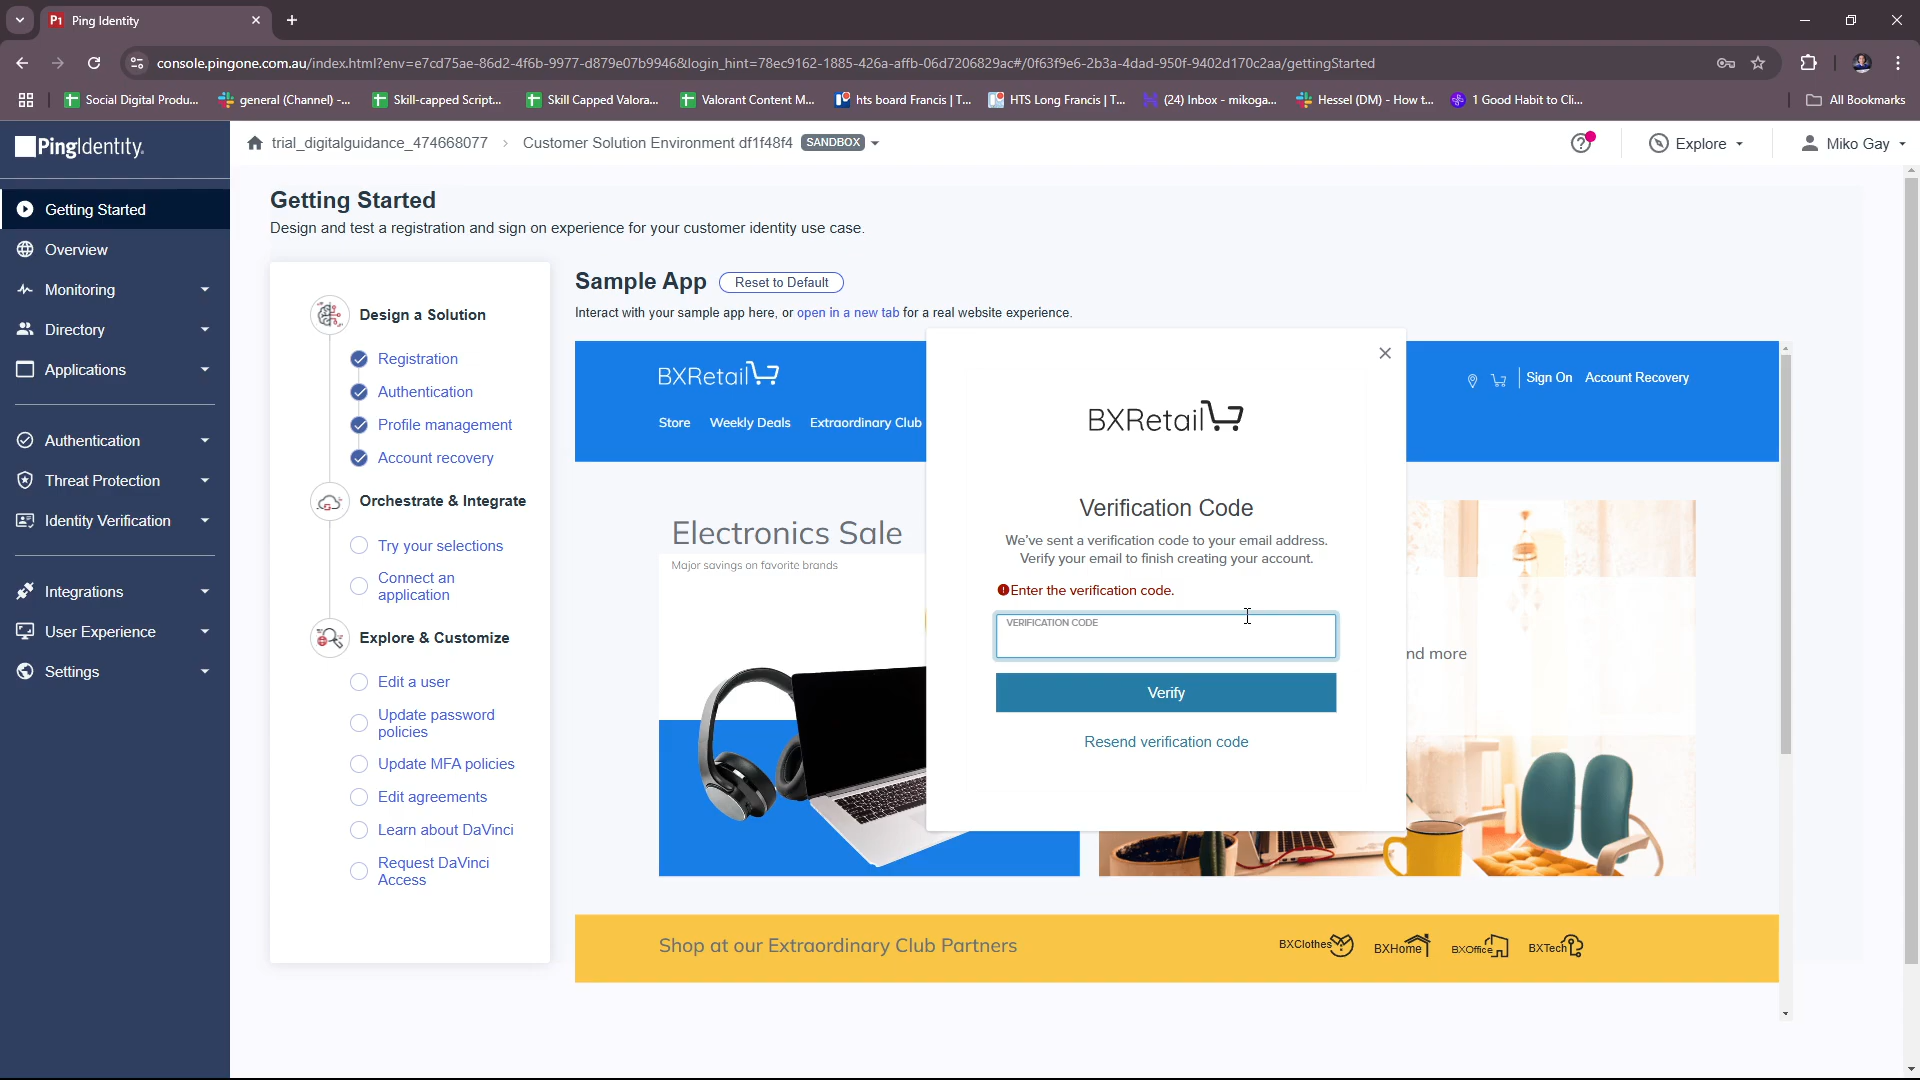 Ping Identity
console.pingone.com.au/index.html?env=e7cd75ae-86d2-4f6b-9977-d879e07b9946&login_hint=78ec9162-1885-426a-affb-06d7206829ac#/0f63f9e6-2b3a-4dad-950f-9402d170c2aa/gettingStarted
Social Digital Produ...
general (Channel) -...
Skill-capped Script...
Skill Capped Valora...
Valorant Content M...
hts board Francis | T...
HTS Long Francis | T...
(24) Inbox - mikoga...
Hessel (DM) - How t...
1 Good Habit to Cli...
All Bookmarks
PingIdentity.
trial_digitalguidance_474668077
Customer Solution Environment df1f48f4 SANDBOX
Explore
Miko Gay
Getting Started
Overview
Monitoring
Directory
Applications
Authentication
Threat Protection
Identity Verification
Integrations
User Experience
Settings
Getting Started
Design and test a registration and sign on experience for your customer identity use case.
Design a Solution
Registration
Authentication
Profile management
Account recovery
Orchestrate & Integrate
Try your selections
Connect an
application
Explore & Customize
Edit a user
Update password
policies
Update MFA policies
Edit agreements
Learn about DaVinci
Request DaVinci
Access
Sample App
Reset to Default
Interact with your sample app here, or open in a new tab for a real website experience.
BXRetail
Sign On
Account Recovery
Store
Weekly Deals
Extraordinary Club
Electronics Sale
Major savings on favorite brands
nd more
BXRetail
Verification Code
We've sent a verification code to your email address.
Verify your email to finish creating your account.
Enter the verification code.
VERIFICATION CODE
Verify
Resend verification code
Shop at our Extraordinary Club Partners
BXClothes
BXHome
BXOffice
BXTech